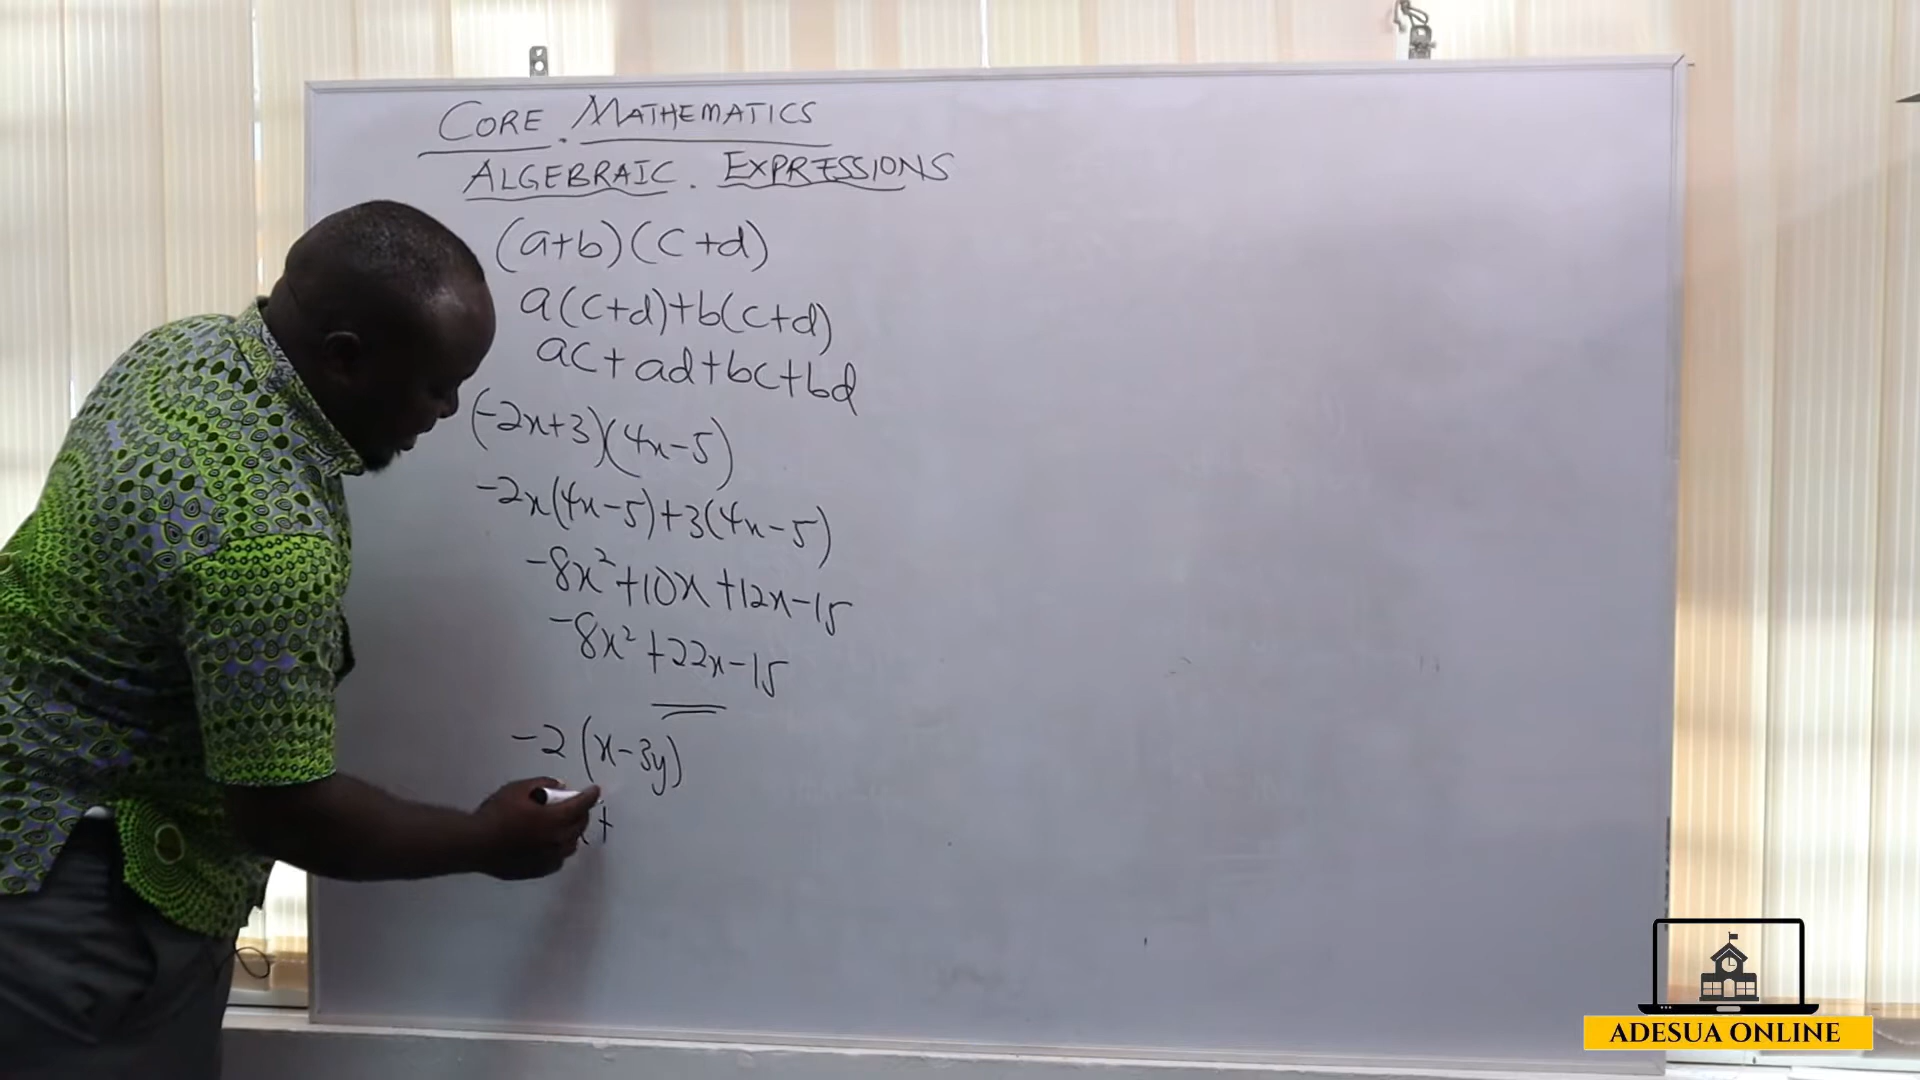 CORE MATHEMATICS
ALGEBRAIC. EXPRESSIONS
(a+b)(c+d)
a(c+d)+b(c+d)
ac+ad+bc+bd
(-2x+3)(4x-5)
-2x(4x-5)+3(4x-5)
-8x²+10x+12x-15
-8x²+22x-15
-2(x-3y)
+
ADESUA ONLINE